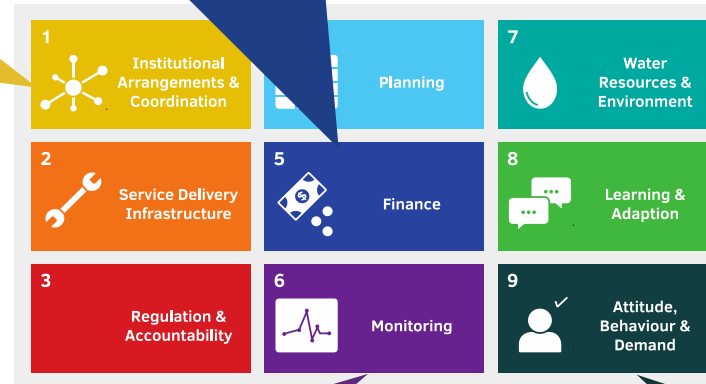 1
Institutional
Arrangements &
Coordination
2
Service Delivery
Infrastructure
3
Regulation &
Accountability
Planning
5
$
Finance
6
Monitoring
7
Water
Resources &
Environment
8
Learning &
Adaption
9
Attitude,
Behaviour &
Demand